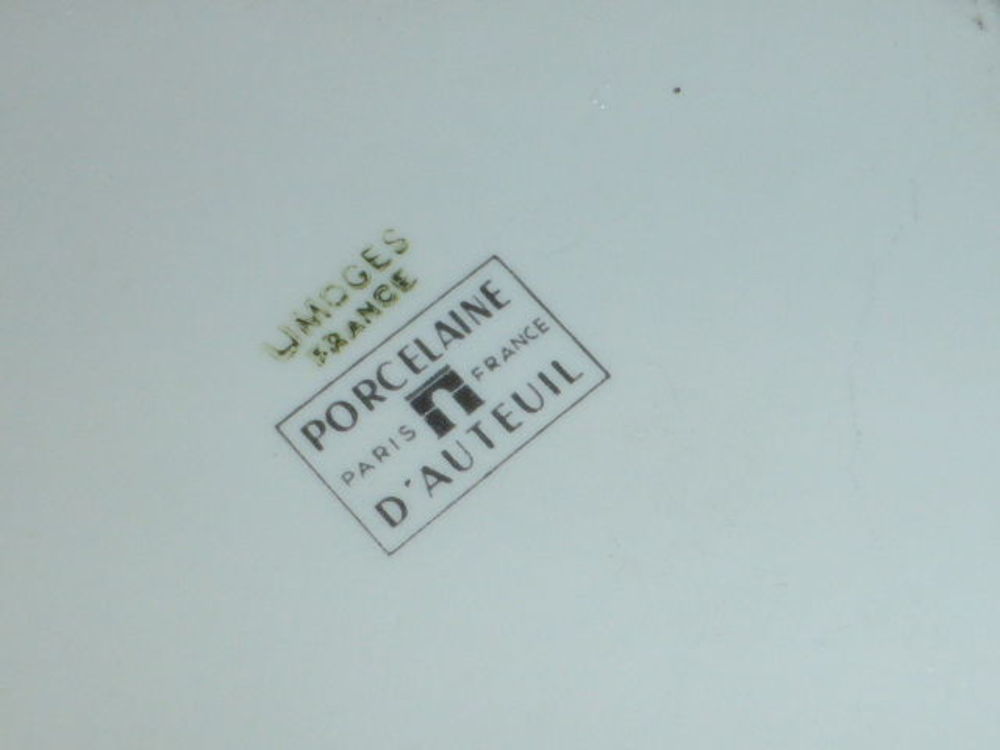 LIMOGES
FRANCE
PORCELAINE
PARIS FRANCE
D'AUTEUIL